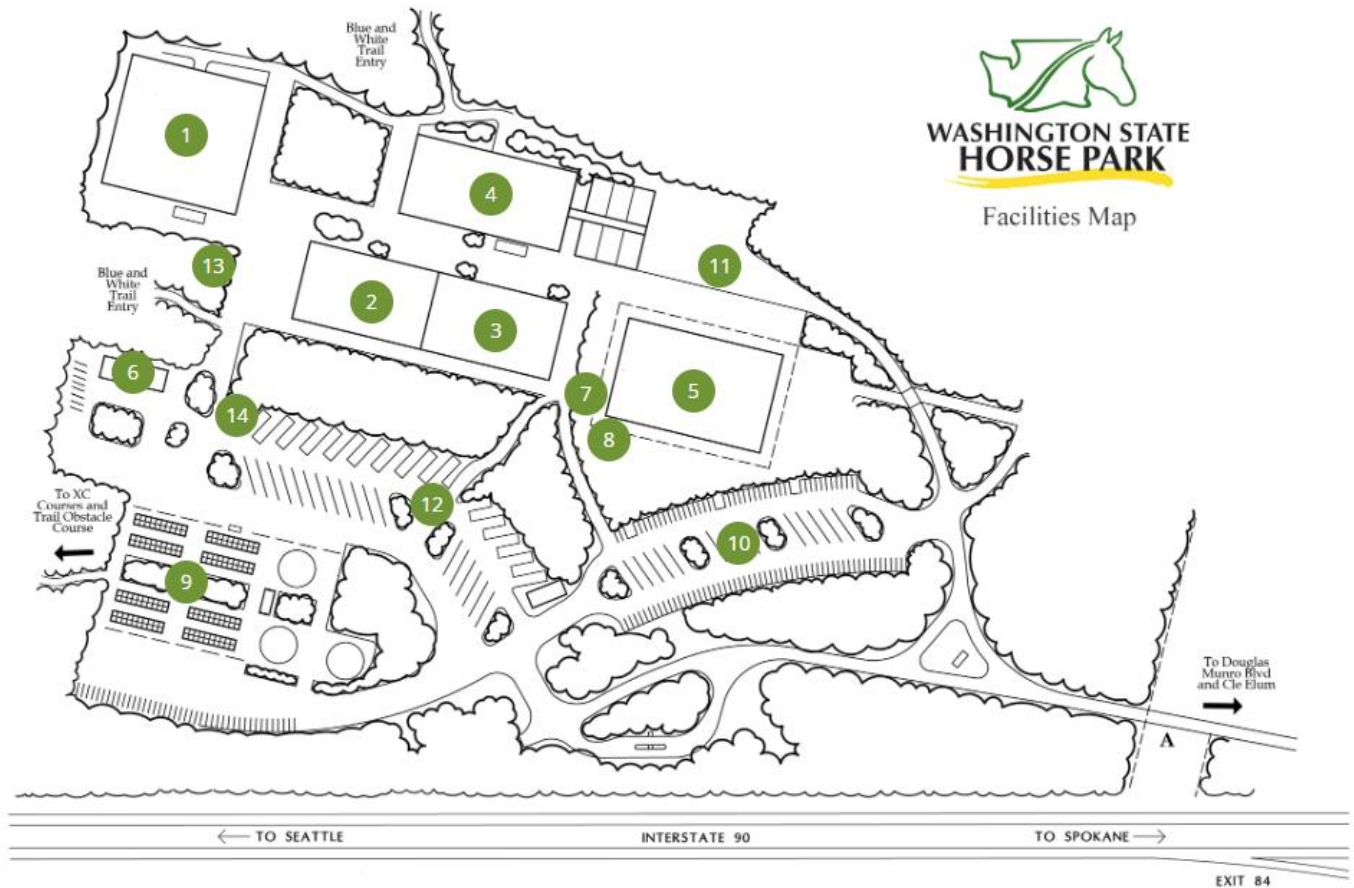 Blue and
White
Trail
Entry
WASHINGTON STATE
HORSE PARK
Facilities Map
1
4
13
11
Blue and
White
Trail
Entry
2
3
6
5
7
14
8
To XC
Courses and
Trail Obstacle
Course
12
10
9
To Douglas
Munro Blvd
and Cle Elum
A
TO SEATTLE
INTERSTATE 90
TO SPOKANE
EXIT 84